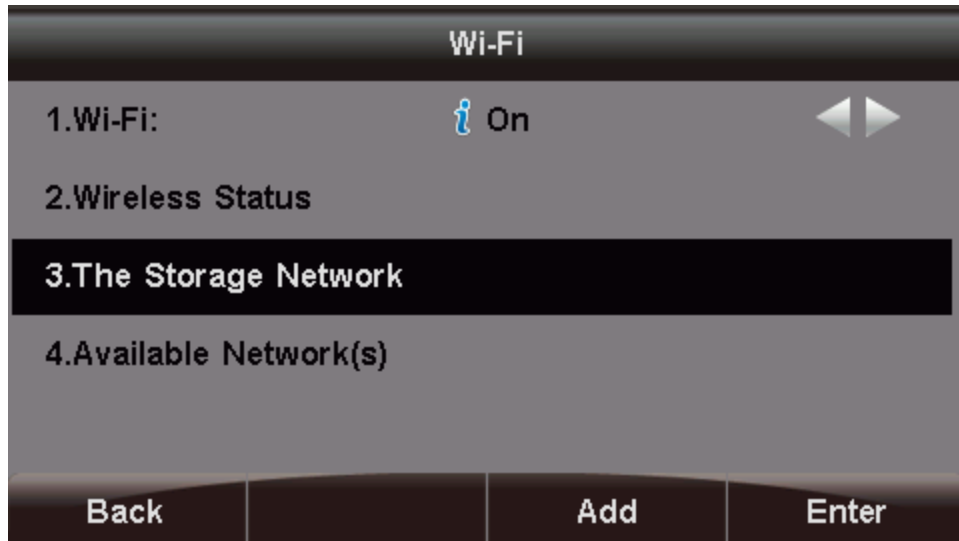 Wi-Fi
1.Wi-Fi: i On
2.Wireless Status
3.The Storage Network
4.Available Network(s)
Back Add Enter